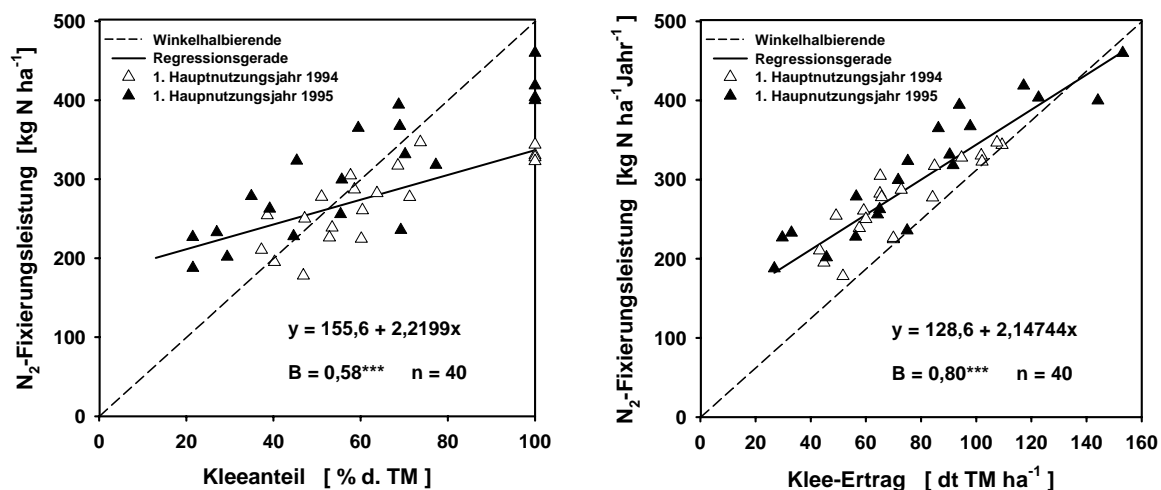 500
400
300
200
100
0
N₂-Fixierungsleistung [kg N ha⁻¹]
Winkelhalbierende
Regressionsgerade
1. Hauptnutzungsjahr 1994
1. Haupnutzungsjahr 1995
y = 155,6 + 2,2199x
B = 0,58*** n = 40
0 20 40 60 80 100
Kleeanteil [ % d. TM ]
500
400
300
200
100
0
N₂-Fixierungsleistung [kg N ha⁻¹Jahr⁻¹]
Winkelhalbierende
Regressionsgerade
1. Hauptnutzungsjahr 1994
1. Haupnutzungsjahr 1995
y = 128,6 + 2,14744x
B = 0,80*** n = 40
0 20 40 60 80 100 120 140 160
Klee-Ertrag [ dt TM ha⁻¹ ]